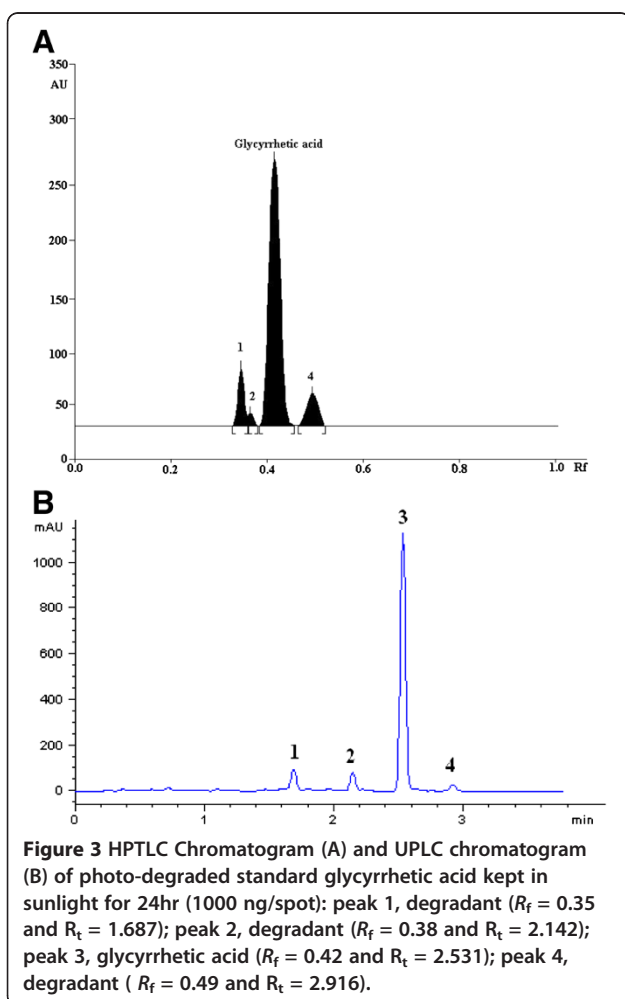 A
350
AU
300
250
200
150
100
50
0
Glycyrrhetic acid
1
2
4
0.0 0.2 0.4 0.6 0.8 1.0 Rf
B
mAU
1000
800
600
400
200
0
3
1
2
4
0 1 2 3 min
Figure 3 HPTLC Chromatogram (A) and UPLC chromatogram
(B) of photo-degraded standard glycyrrhetic acid kept in
sunlight for 24hr (1000 ng/spot): peak 1, degradant (Rf = 0.35
and Rt = 1.687); peak 2, degradant (Rf = 0.38 and Rt = 2.142);
peak 3, glycyrrhetic acid (Rf = 0.42 and Rt = 2.531); peak 4,
degradant ( Rf = 0.49 and Rt = 2.916).